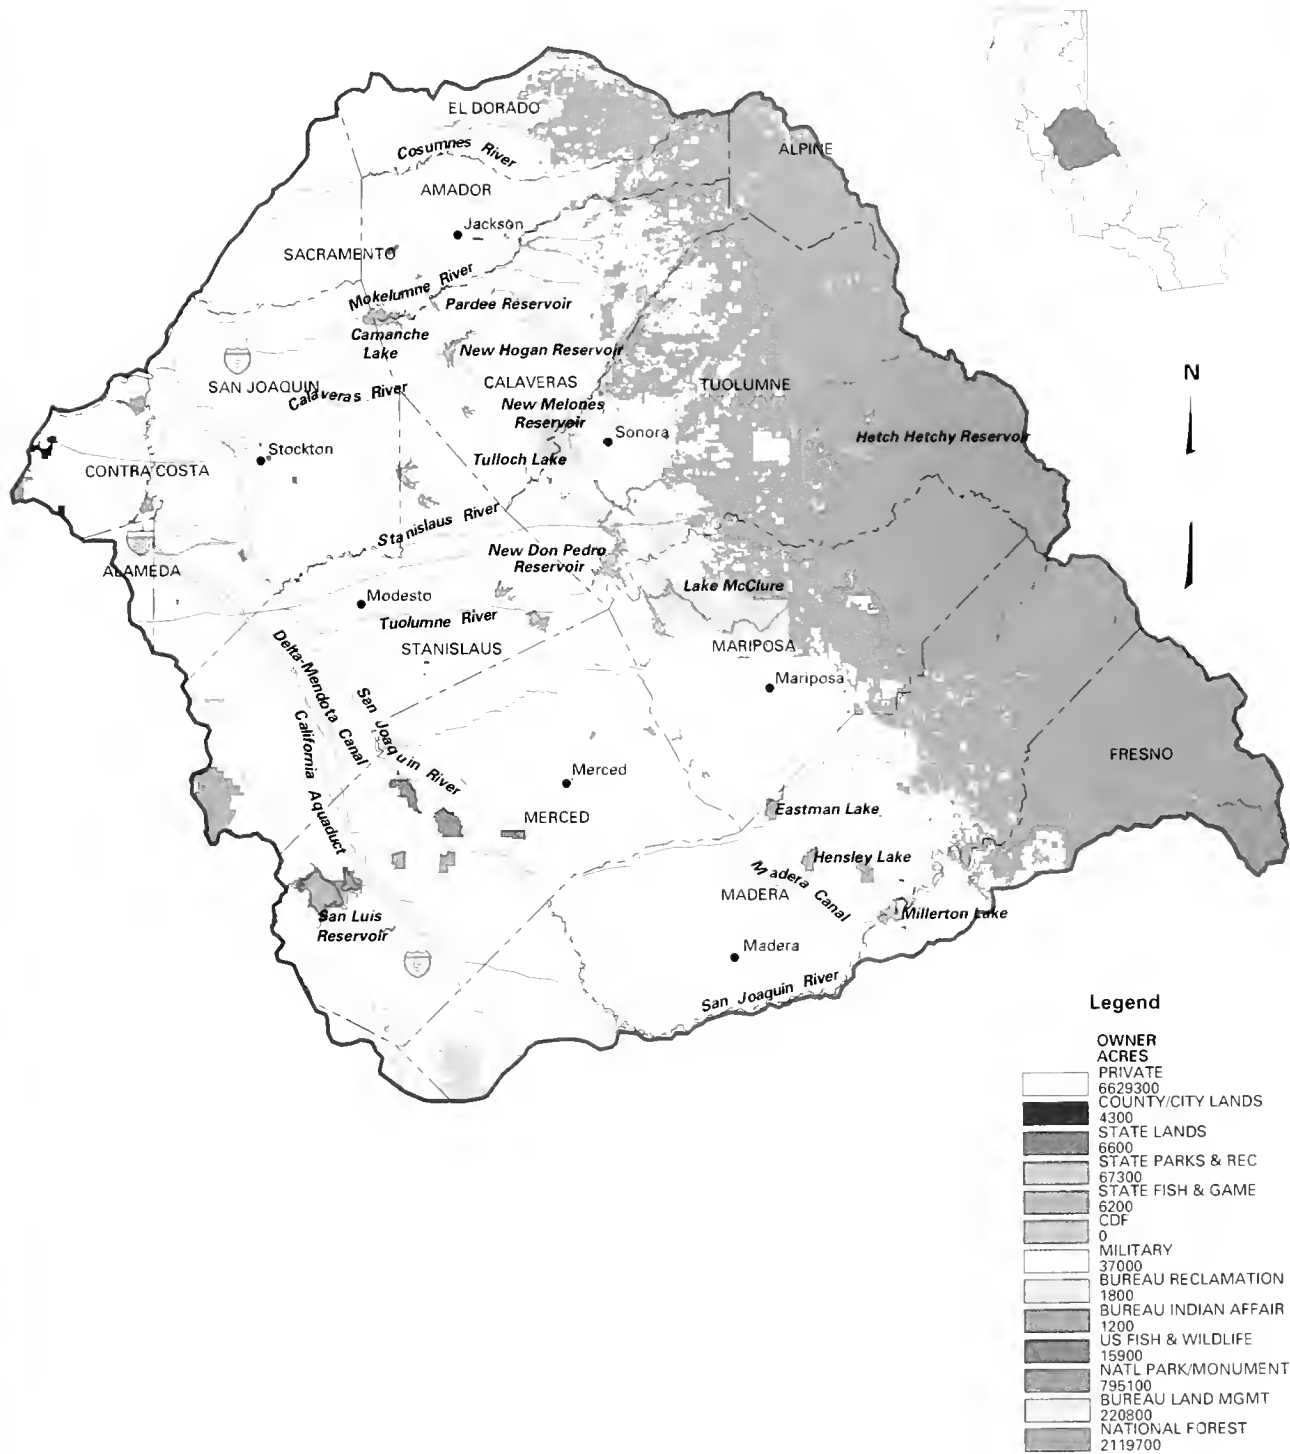 EL DORADO
ALPINE
Cosumnes River
AMADOR
Jackson
SACRAMENTO
Mokelumne River
Pardee Reservoir
Camanche
Lake
New Hogan Reservoir
SAN JOAQUIN
Calaveras River
CALAVERAS
TUOLUMNE
N
New Melones
Reservoir
Sonora
Hetch Hetchy Reservoir
Stockton
Tulloch Lake
CONTRA COSTA
Stanislaus River
ALAMEDA
New Don Pedro
Reservoir
Lake McClure
Modesto
Tuolumne River
STANISLAUS
MARIPOSA
Mariposa
Delta-Mendota Canal
San Joaquin River
California Aquaduct
FRESNO
Merced
MERCED
Eastman Lake
Hensley Lake
Madera Canal
MADERA
San Luis
Reservoir
Millerton Lake
Madera
San Joaquin River
Legend
OWNER
ACRES
PRIVATE
6629300
COUNTY/CITY LANDS
4300
STATE LANDS
6600
STATE PARKS & REC
67300
STATE FISH & GAME
6200
CDF
0
MILITARY
37000
BUREAU RECLAMATION
1800
BUREAU INDIAN AFFAIR
1200
US FISH & WILDLIFE
15900
NATL PARK/MONUMENT
795100
BUREAU LAND MGMT
220800
NATIONAL FOREST
2119700